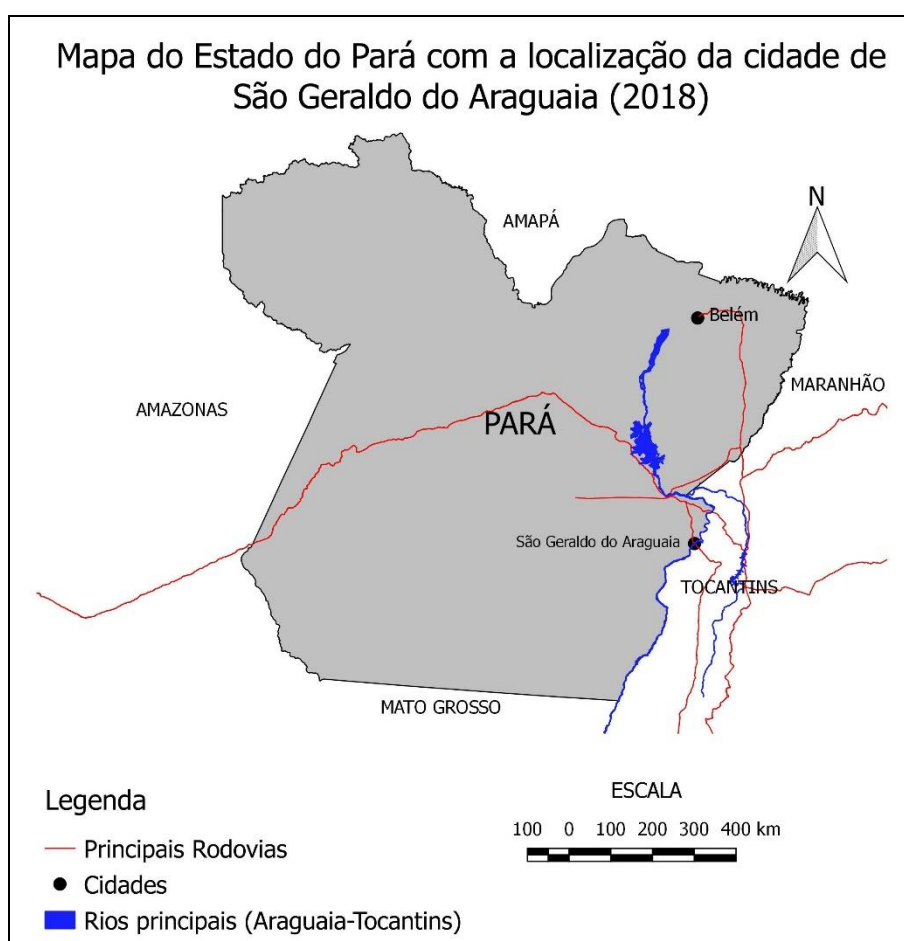 Mapa do Estado do Pará com a localização da cidade de
São Geraldo do Araguaia (2018)
N
AMAPÁ
Belém
MARANHÃO
AMAZONAS
PARÁ
São Geraldo do Araguaia
TOCANTINS
MATO GROSSO
ESCALA
100 0 100 200 300 400 km
Legenda
Principais Rodovias
Cidades
Rios principais (Araguaia-Tocantins)